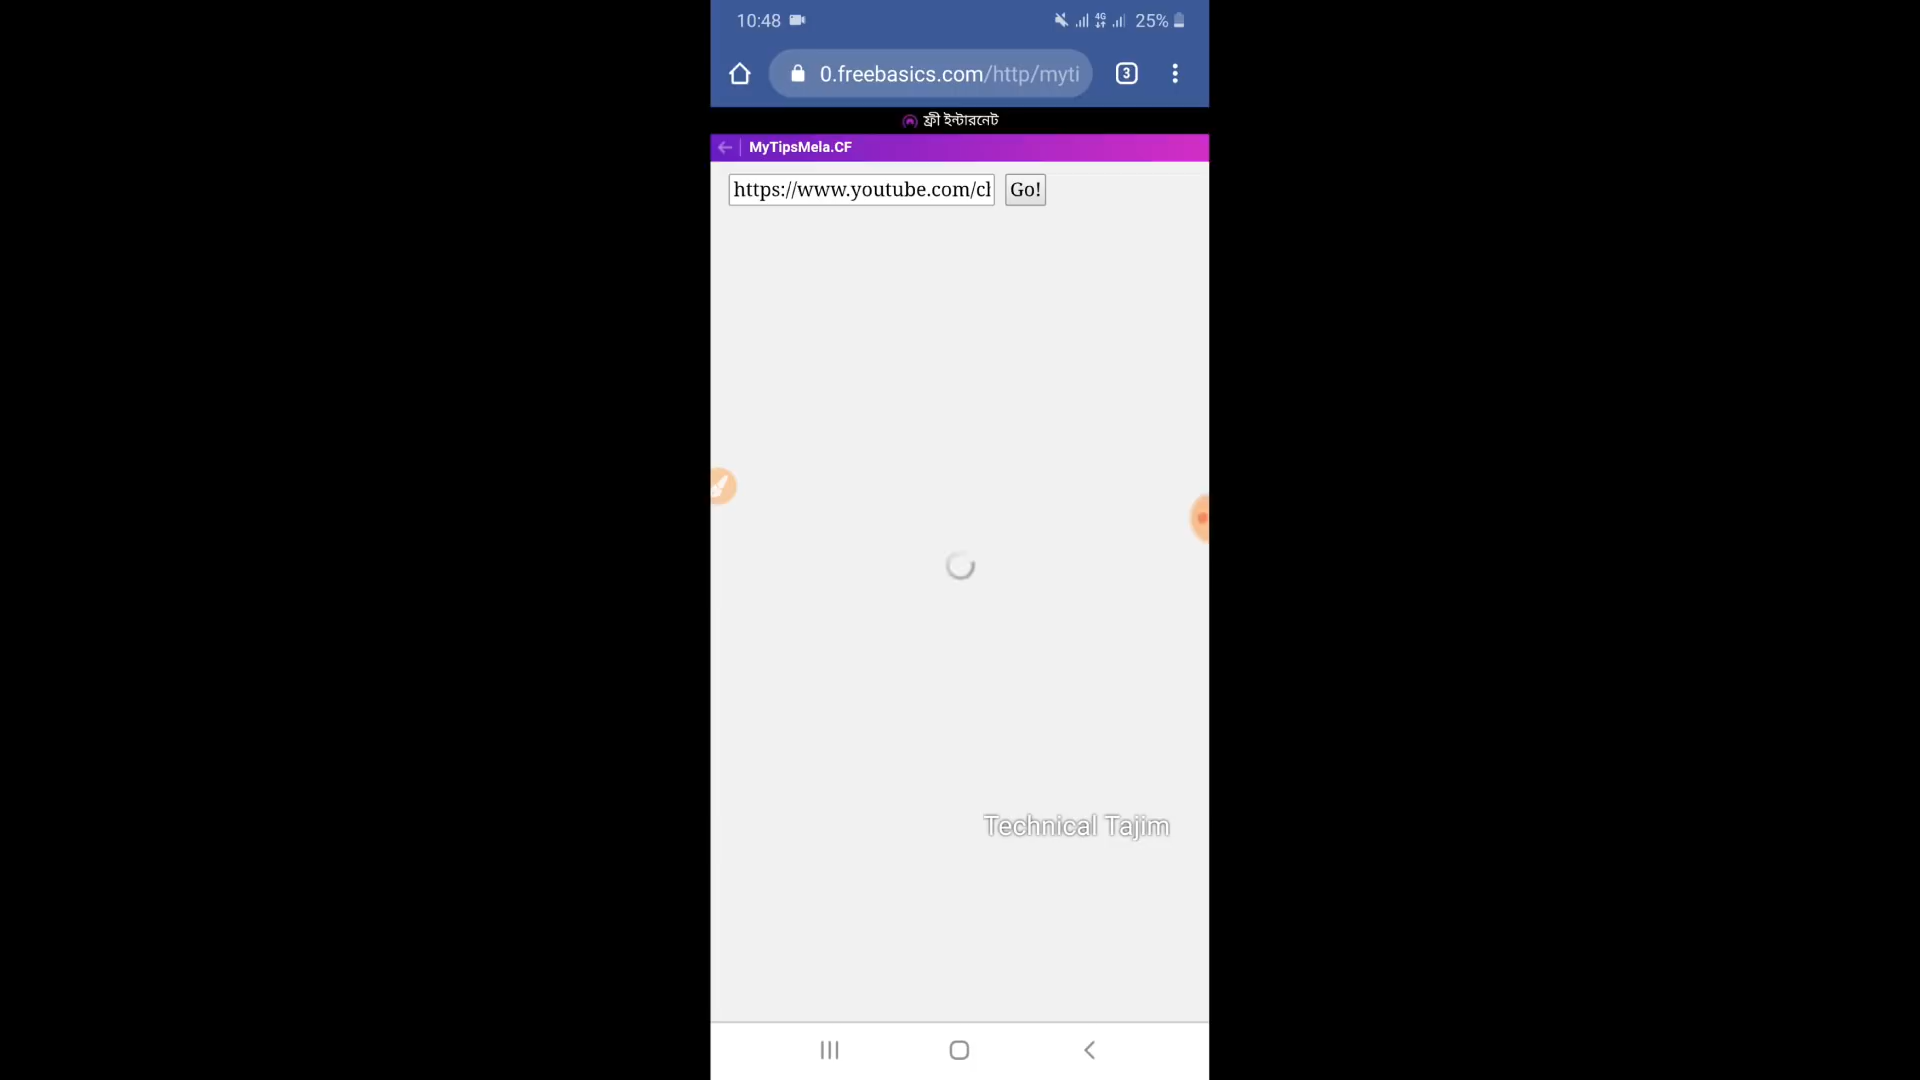 10:48
4G
25%
0.freebasics.com/http/myti
3
ফ্রী ইন্টারনেট
MyTipsMela.CF
https://www.youtube.com/cl
Go!
Technical Tajim